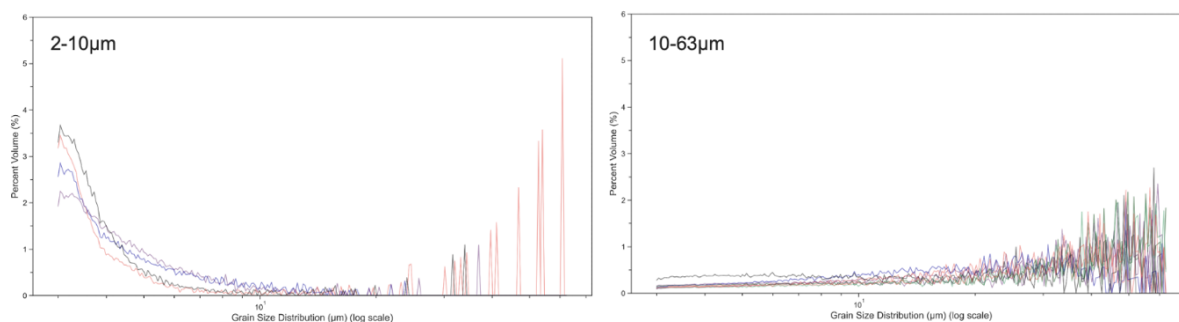 2-10µm
Percent Volume (%)
6
5
4
3
2
1
0
10¹
Grain Size Distribution (µm) (log scale)
10-63µm
Percent Volume (%)
6
5
4
3
2
1
0
Grain Size Distribution (µm) (log scale)